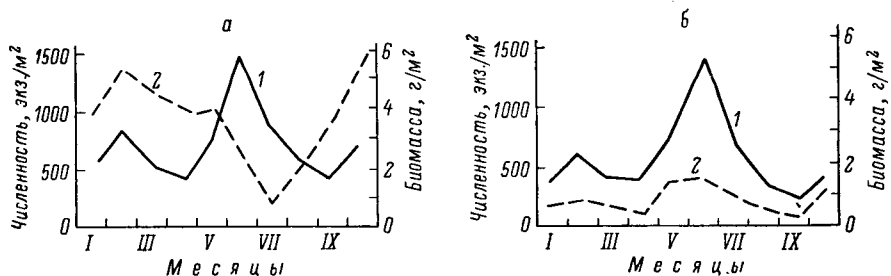 а
Численность, экз./м²
1500
1000
500
0
2
1
6
4
2
0
Биомасса, г/м²
I III V VII IX
Месяцы
б
Численность, экз./м²
1500
1000
500
0
1
2
6
4
2
0
Биомасса, г/м²
I III V VII IX
Месяцы